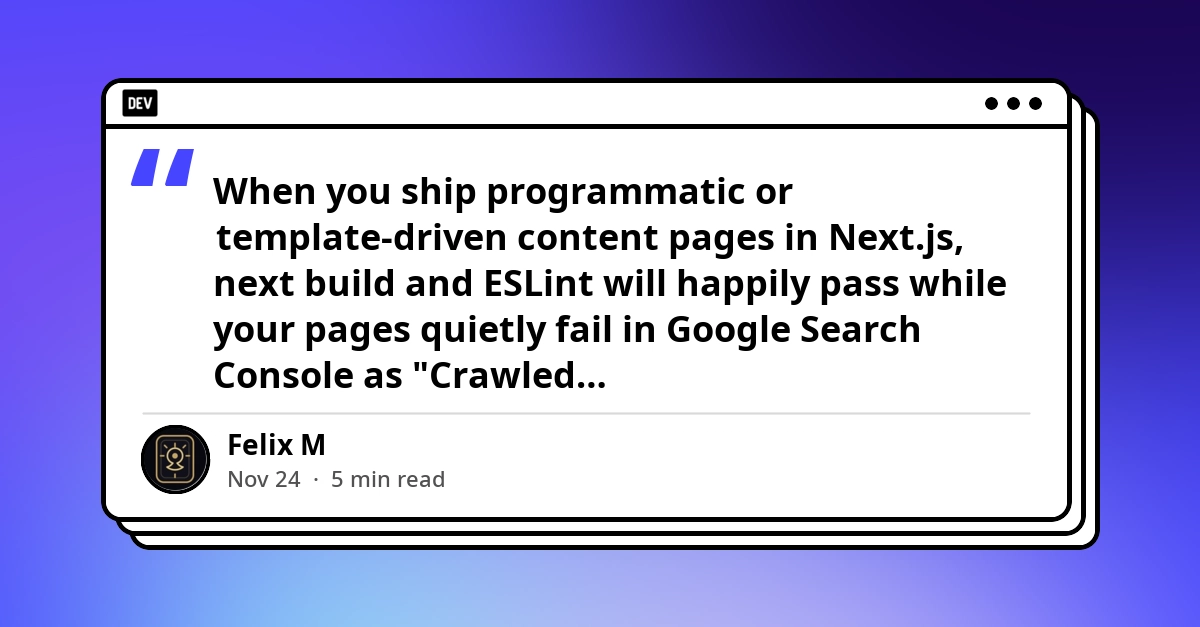 DEV
“ When you ship programmatic or
template-driven content pages in Next.js,
next build and ESLint will happily pass while
your pages quietly fail in Google Search
Console as "Crawled...
Felix M
Nov 24 · 5 min read